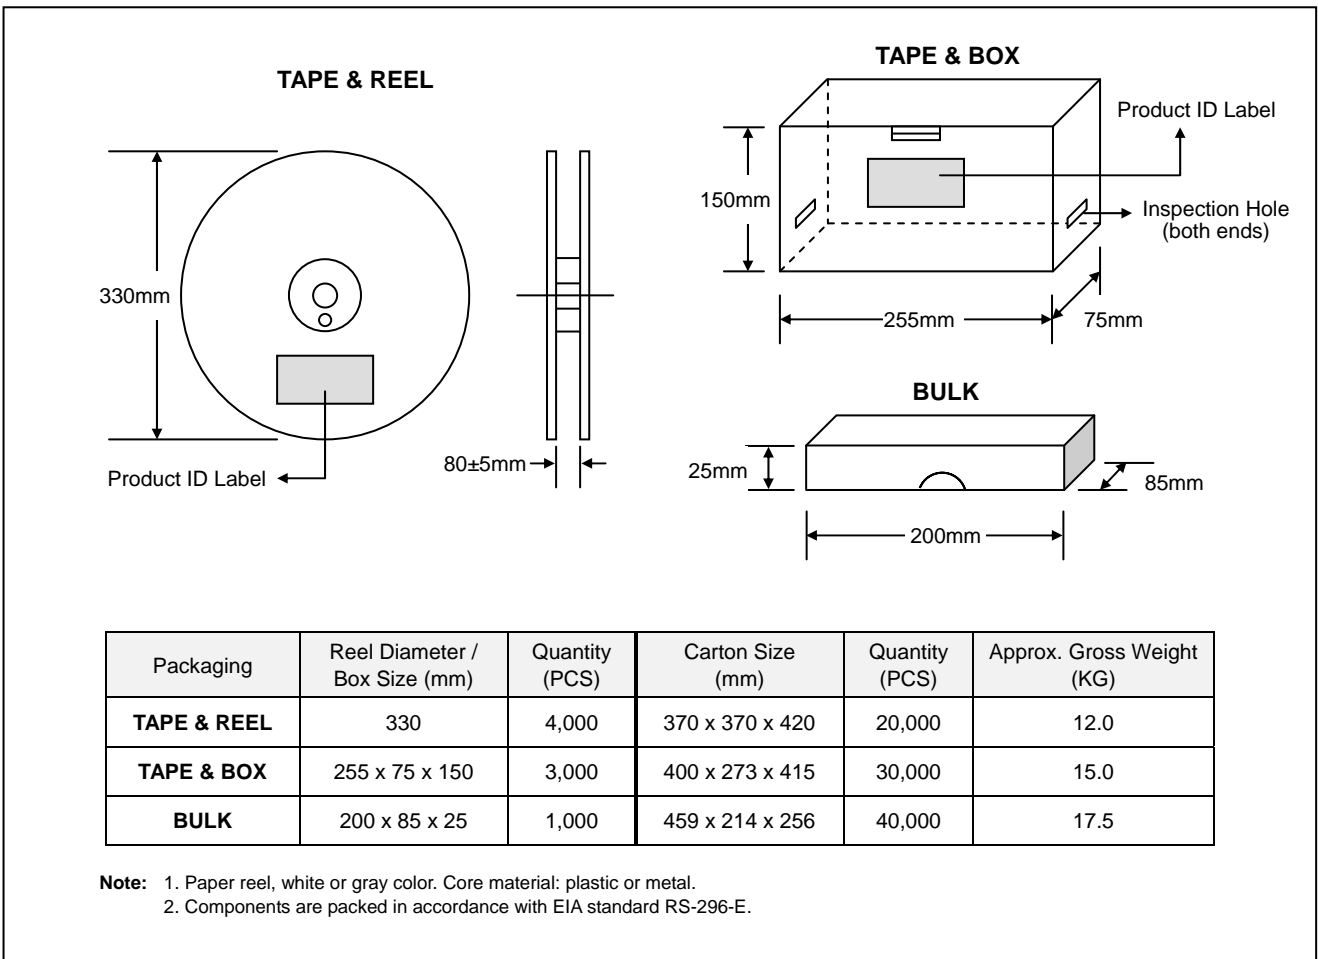 TAPE & REEL
330mm
Product ID Label
80±5mm
TAPE & BOX
Product ID Label
150mm
Inspection Hole
(both ends)
255mm
75mm
BULK
25mm
85mm
200mm
Packaging
Reel Diameter /
Box Size (mm)
Quantity
(PCS)
Carton Size
(mm)
Quantity
(PCS)
Approx. Gross Weight
(KG)
TAPE & REEL 330 4,000 370 x 370 x 420 20,000 12.0
TAPE & BOX 255 x 75 x 150 3,000 400 x 273 x 415 30,000 15.0
BULK 200 x 85 x 25 1,000 459 x 214 x 256 40,000 17.5
Note: 1. Paper reel, white or gray color. Core material: plastic or metal.
2. Components are packed in accordance with EIA standard RS-296-E.